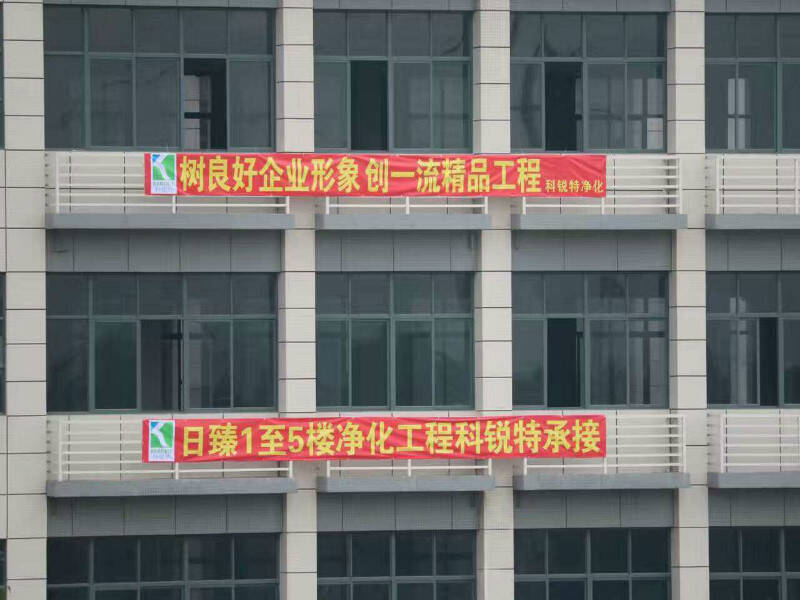 树良好企业形象 创一流精品工程 科锐特净化
日臻1至5楼净化工程科锐特承接